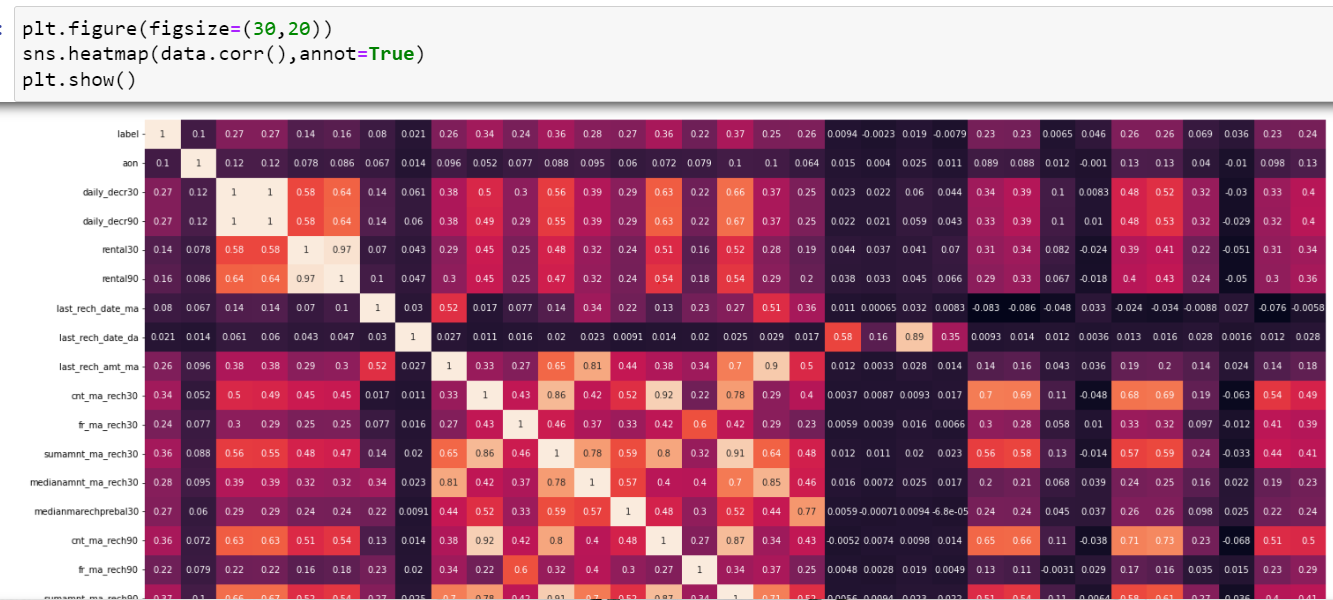 : plt.figure(figsize=(30,20))
sns.heatmap(data.corr(),annot=True)
plt.show()
label 1 0.1 0.27 0.27 0.14 0.16 0.08 0.021 0.26 0.34 0.24 0.36 0.28 0.27 0.36 0.22 0.37 0.25 0.26 0.0094 -0.0023 0.019 -0.0079 0.23 0.23 0.0065 0.046 0.26 0.26 0.069 0.036 0.23 0.24
aon 0.1 1 0.12 0.12 0.078 0.086 0.067 0.014 0.096 0.052 0.077 0.088 0.095 0.06 0.072 0.079 0.1 0.1 0.064 0.015 0.004 0.025 0.011 0.089 0.088 0.012 -0.001 0.13 0.13 0.04 -0.01 0.098 0.13
daily_decr30 0.27 0.12 1 1 0.58 0.64 0.14 0.061 0.38 0.5 0.3 0.56 0.39 0.29 0.63 0.22 0.66 0.37 0.25 0.023 0.022 0.06 0.044 0.34 0.39 0.1 0.0083 0.48 0.52 0.32 -0.03 0.33 0.4
daily_decr90 0.27 0.12 1 1 0.58 0.64 0.14 0.06 0.38 0.49 0.29 0.55 0.39 0.29 0.63 0.22 0.67 0.37 0.25 0.022 0.021 0.059 0.043 0.33 0.39 0.1 0.01 0.48 0.53 0.32 -0.029 0.32 0.4
rental30 0.14 0.078 0.58 0.58 1 0.97 0.07 0.043 0.29 0.45 0.25 0.48 0.32 0.24 0.51 0.16 0.52 0.28 0.19 0.044 0.037 0.041 0.07 0.31 0.34 0.082 -0.024 0.39 0.41 0.22 -0.051 0.31 0.34
rental90 0.16 0.086 0.64 0.64 0.97 1 0.1 0.047 0.3 0.45 0.25 0.47 0.32 0.24 0.54 0.18 0.54 0.29 0.2 0.038 0.033 0.045 0.066 0.29 0.33 0.067 -0.018 0.4 0.43 0.24 -0.05 0.3 0.36
last_rech_date_ma 0.08 0.067 0.14 0.14 0.07 0.1 1 0.03 0.52 0.017 0.077 0.14 0.34 0.22 0.13 0.23 0.27 0.51 0.36 0.011 0.00065 0.032 0.0083 -0.083 -0.086 -0.048 0.033 -0.024 -0.034 -0.0088 0.027 -0.076 -0.0058
last_rech_date_da 0.021 0.014 0.061 0.06 0.043 0.047 0.03 1 0.027 0.011 0.016 0.02 0.023 0.0091 0.014 0.02 0.025 0.029 0.017 0.58 0.16 0.89 0.35 0.0093 0.014 0.012 0.0036 0.013 0.016 0.028 0.0016 0.012 0.028
last_rech_amt_ma 0.26 0.096 0.38 0.38 0.29 0.3 0.52 0.027 1 0.33 0.27 0.65 0.81 0.44 0.38 0.34 0.7 0.9 0.5 0.012 0.0033 0.028 0.014 0.14 0.16 0.043 0.036 0.19 0.2 0.14 0.024 0.14 0.18
cnt_ma_rech30 0.34 0.052 0.5 0.49 0.45 0.45 0.017 0.011 0.33 1 0.43 0.86 0.42 0.52 0.92 0.22 0.78 0.29 0.4 0.0037 0.0087 0.0093 0.017 0.7 0.69 0.11 -0.048 0.68 0.69 0.19 -0.063 0.54 0.49
fr_ma_rech30 0.24 0.077 0.3 0.29 0.25 0.25 0.077 0.016 0.27 0.43 1 0.46 0.37 0.33 0.42 0.6 0.42 0.29 0.23 0.0059 0.0039 0.016 0.0066 0.3 0.28 0.058 0.01 0.33 0.32 0.097 -0.012 0.41 0.39
sumamnt_ma_rech30 0.36 0.088 0.56 0.55 0.48 0.47 0.14 0.02 0.65 0.86 0.46 1 0.78 0.59 0.8 0.32 0.91 0.64 0.48 0.012 0.011 0.02 0.023 0.56 0.58 0.13 -0.014 0.57 0.59 0.24 -0.033 0.44 0.41
medianamnt_ma_rech30 0.28 0.095 0.39 0.39 0.32 0.32 0.34 0.023 0.81 0.42 0.37 0.78 1 0.57 0.4 0.4 0.7 0.85 0.46 0.016 0.0072 0.025 0.017 0.2 0.21 0.068 0.039 0.24 0.25 0.16 0.022 0.19 0.23
medianmarechprebal30 0.27 0.06 0.29 0.29 0.24 0.24 0.22 0.0091 0.44 0.52 0.33 0.59 0.57 1 0.48 0.3 0.52 0.44 0.77 0.0059 -0.00071 0.0094 -6.8e-05 0.24 0.24 0.045 0.037 0.26 0.26 0.098 0.025 0.22 0.24
cnt_ma_rech90 0.36 0.072 0.63 0.63 0.51 0.54 0.13 0.014 0.38 0.92 0.42 0.8 0.4 0.48 1 0.27 0.87 0.34 0.43 -0.0052 0.0074 0.0098 0.014 0.65 0.66 0.11 -0.038 0.71 0.73 0.23 -0.068 0.51 0.5
fr_ma_rech90 0.22 0.079 0.22 0.22 0.16 0.18 0.23 0.02 0.34 0.22 0.6 0.32 0.4 0.3 0.27 1 0.34 0.37 0.25 0.0048 0.0028 0.019 0.0049 0.13 0.11 -0.0031 0.029 0.17 0.16 0.035 0.015 0.23 0.29